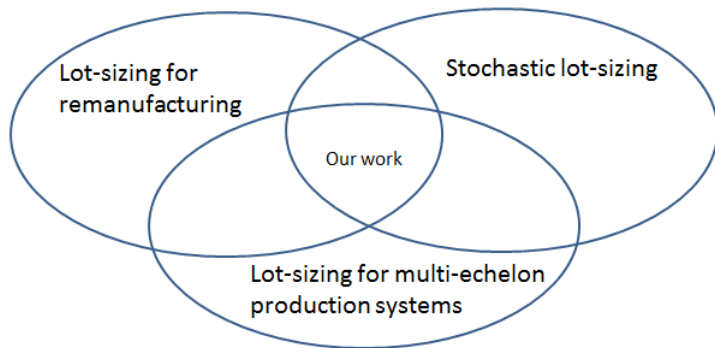 Lot-sizing for
remanufacturing
Stochastic lot-sizing
Our work
Lot-sizing for multi-echelon
production systems